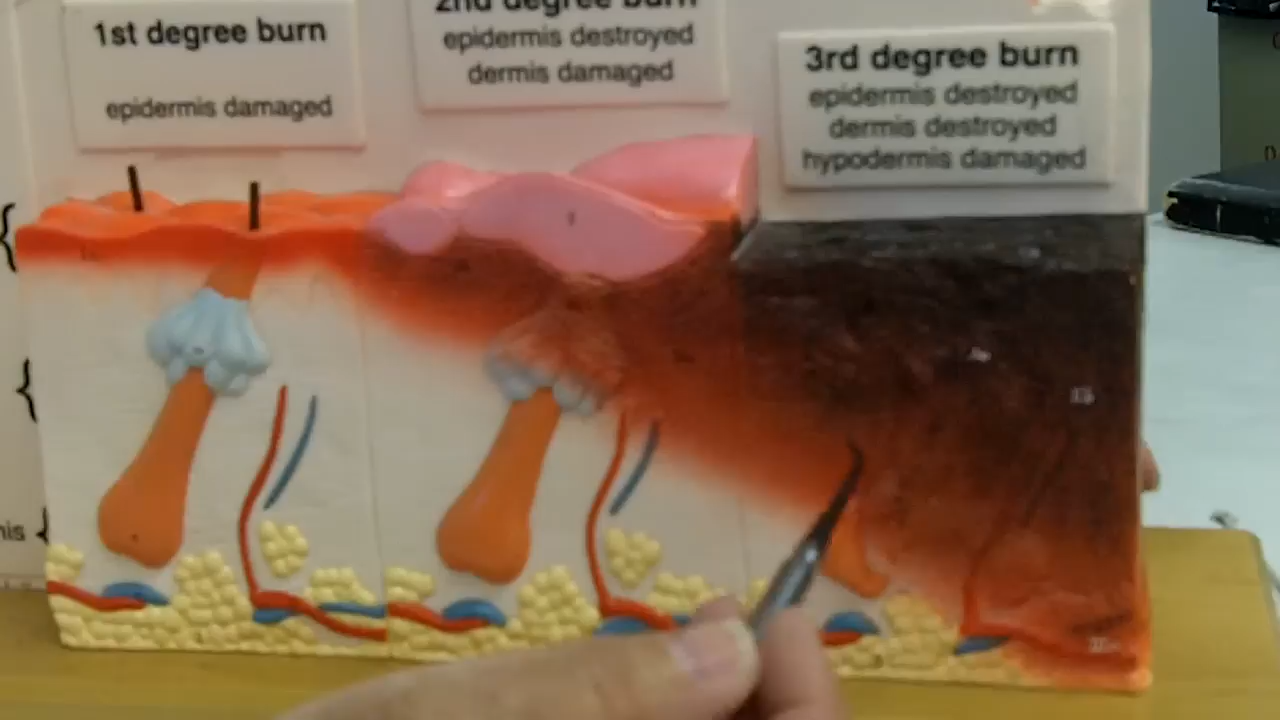 1st degree burn
epidermis damaged
2nd degree burn
epidermis destroyed
dermis damaged
3rd degree burn
epidermis destroyed
dermis destroyed
hypodermis damaged